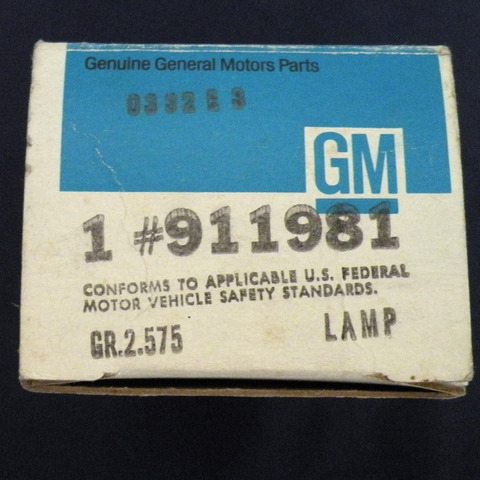 Genuine General Motors Parts
GM
1 #911981
CONFORMS TO APPLICABLE U.S. FEDERAL
MOTOR VEHICLE SAFETY STANDARDS.
GR.2.575 LAMP